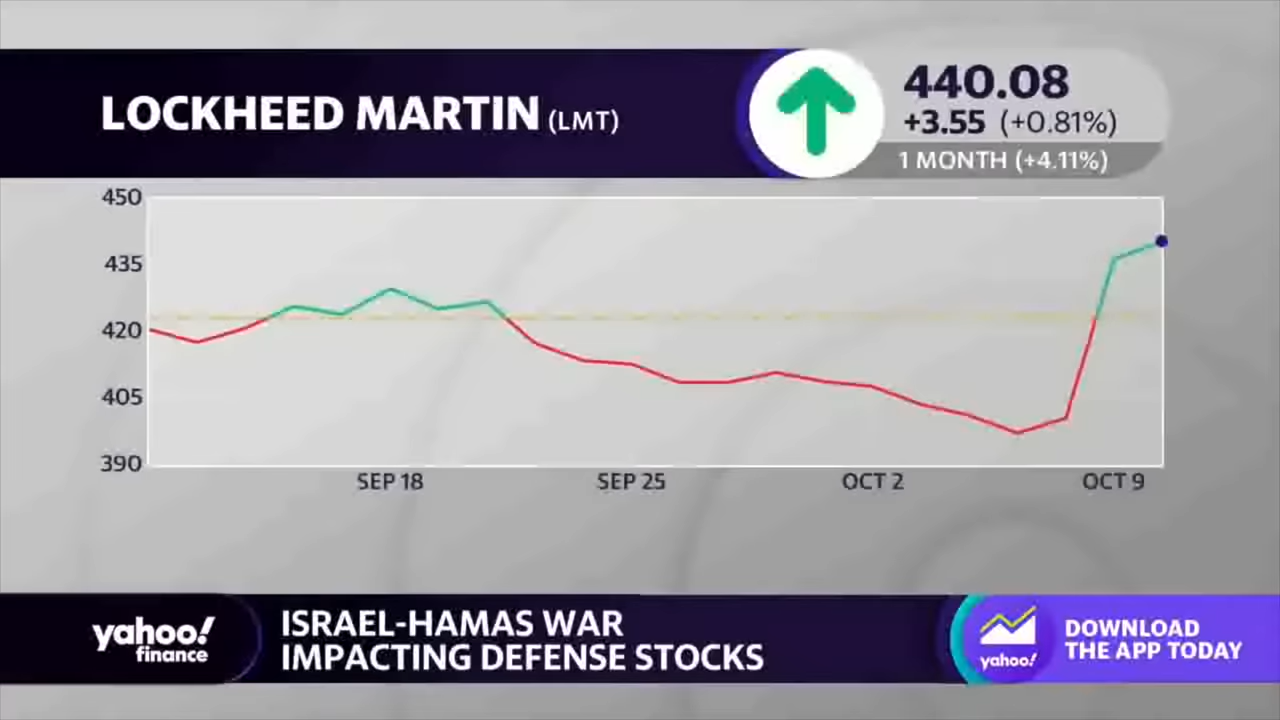 LOCKHEED MARTIN (LMT)
440.08
+3.55 (+0.81%)
1 MONTH (+4.11%)
450
435
420
405
390
SEP 18 SEP 25 OCT 2 OCT 9
yahoo!
finance
ISRAEL-HAMAS WAR
IMPACTING DEFENSE STOCKS
yahoo!
DOWNLOAD
THE APP TODAY